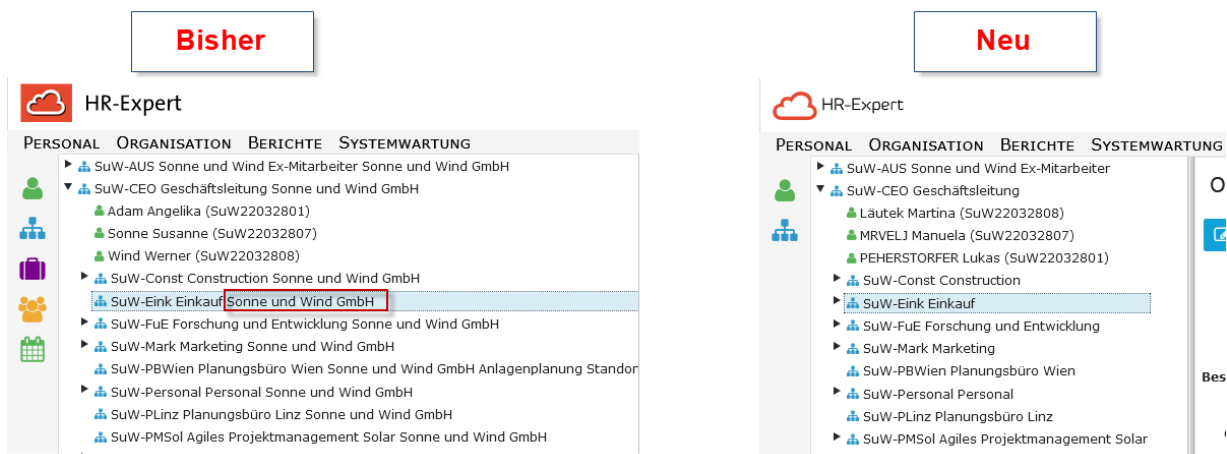 Bisher
HR-Expert
PERSONAL ORGANISATION BERICHTE SYSTEMWARTUNG
SuW-AUS Sonne und Wind Ex-Mitarbeiter Sonne und Wind GmbH
SuW-CEO Geschäftsleitung Sonne und Wind GmbH
Adam Angelika (SuW22032801)
Sonne Susanne (SuW22032807)
Wind Werner (SuW22032808)
SuW-Const Construction Sonne und Wind GmbH
SuW-Eink Einkauf Sonne und Wind GmbH
SuW-FuE Forschung und Entwicklung Sonne und Wind GmbH
SuW-Mark Marketing Sonne und Wind GmbH
SuW-PBWien Planungsbüro Wien Sonne und Wind GmbH Anlagenplanung Standor
SuW-Personal Personal Sonne und Wind GmbH
SuW-PLinz Planungsbüro Linz Sonne und Wind GmbH
SuW-PMSol Agiles Projektmanagement Solar Sonne und Wind GmbH
Neu
HR-Expert
PERSONAL ORGANISATION BERICHTE SYSTEMWARTUNG
SuW-AUS Sonne und Wind Ex-Mitarbeiter
SuW-CEO Geschäftsleitung
Läutek Martina (SuW22032808)
MRVELJ Manuela (SuW22032807)
PEHERSTORFER Lukas (SuW22032801)
SuW-Const Construction
SuW-Eink Einkauf
SuW-FuE Forschung und Entwicklung
SuW-Mark Marketing
SuW-PBWien Planungsbüro Wien
SuW-Personal Personal
SuW-PLinz Planungsbüro Linz
SuW-PMSol Agiles Projektmanagement Solar
O
Bes